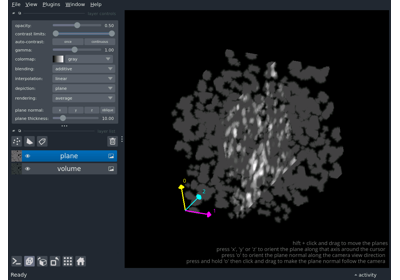 File View Plugins Window Help
opacity: 0.50
contrast limits:
auto-contrast: once continuous
gamma: 1.00
colormap: gray
blending: additive
interpolation: linear
depiction: plane
rendering: average
plane normal: x y z oblique
plane thickness: 10.00
plane
volume
0
shift + click and drag to move the planes
press 'x', 'y' or 'z' to orient the plane along that axis around the cursor
press 'o' to orient the plane normal along the camera view direction
press and hold 'o' then click and drag to make the plane normal follow the camera
Ready
activity